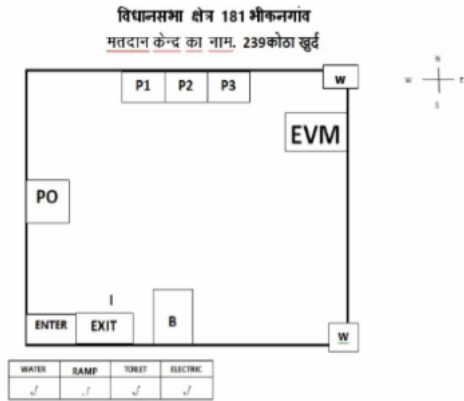 विधानसभा क्षेत्र 181 भीकनगांव
मतदान केन्द का नाम. 239कोठा खुर्द
P1 P2 P3 W
N
W E
S
EVM
PO
I
ENTER EXIT B W
WATER RAMP TOILET ELECTRIC
√ √ √ √